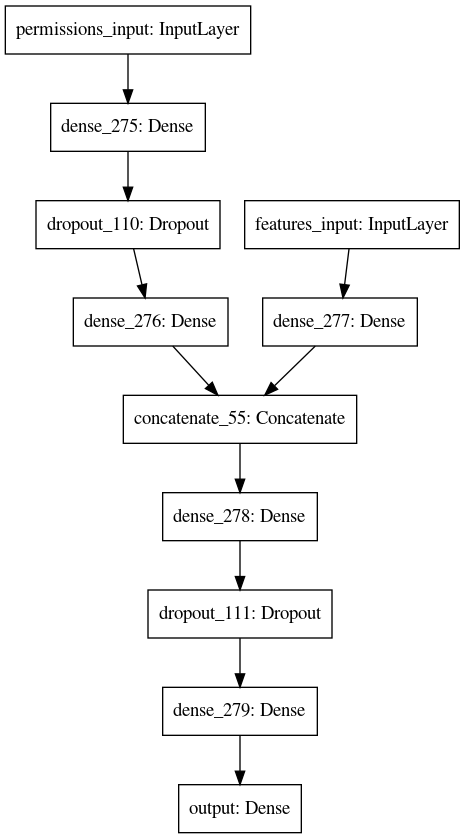 permissions_input: InputLayer
dense_275: Dense
dropout_110: Dropout
features_input: InputLayer
dense_276: Dense
dense_277: Dense
concatenate_55: Concatenate
dense_278: Dense
dropout_111: Dropout
dense_279: Dense
output: Dense